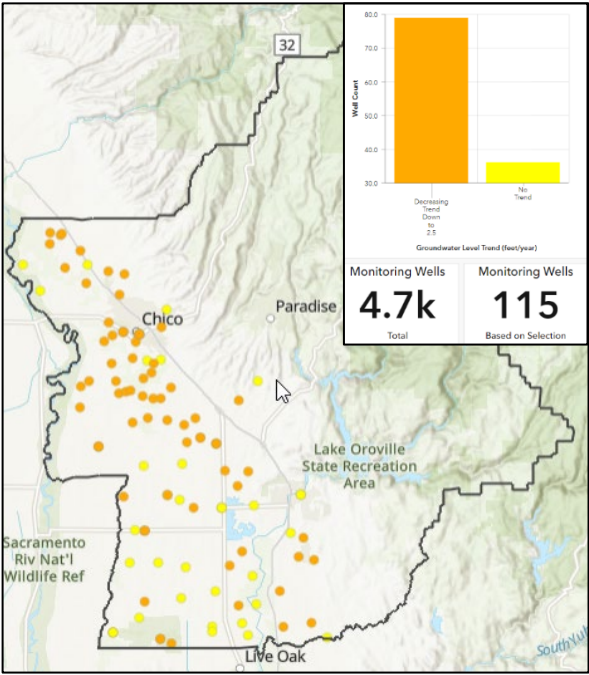 32
Chico
Paradise
Lake Oroville
State Recreation
Area
Sacramento
Riv Nat'l
Wildlife Ref
Live Oak
South Yub
80.0
70.0
60.0
50.0
40.0
30.0
Well Count
Decreasing
Trend
Down
to
2.5
No
Trend
Groundwater Level Trend (feet/year)
Monitoring Wells
4.7k
Total
Monitoring Wells
115
Based on Selection